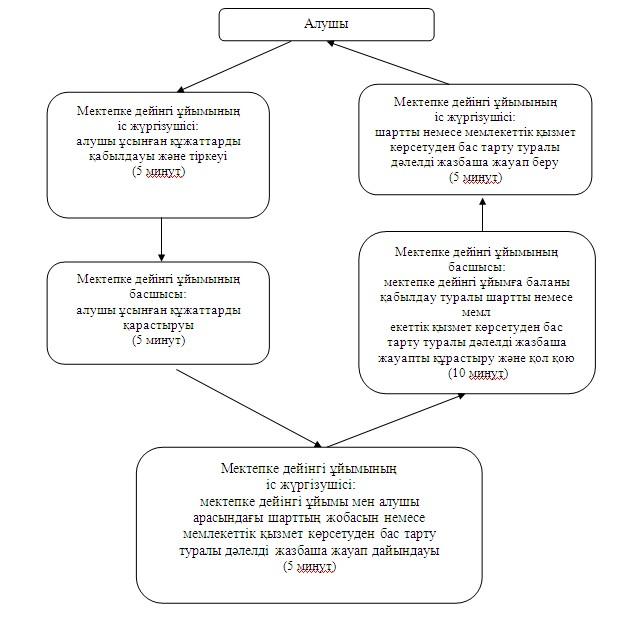 Алушы
Мектепке дейінгі ұйымының
іс жүргізушісі:
алушы ұсынған құжаттарды
қабылдауы және тіркеуі
(5 минут)
Мектепке дейінгі ұйымының
басшысы:
алушы ұсынған құжаттарды
қарастыруы
(5 минут)
Мектепке дейінгі ұйымының
іс жүргізушісі:
мектепке дейінгі ұйымы мен алушы
арасындағы шарттың жобасын немесе
мемлекеттік қызмет көрсетуден бас тарту
туралы дәлелді жазбаша жауап дайындауы
(5 минут)
Мектепке дейінгі ұйымының
басшысы:
мектепке дейінгі ұйымға баланы
қабылдау туралы шартты немесе
мемл
екеттік қызмет көрсетуден бас
тарту туралы дәлелді жазбаша
жауапты құрастыру және қол қою
(10 минут)
Мектепке дейінгі ұйымының
іс жүргізушісі:
шартты немесе мемлекеттік қызмет
көрсетуден бас тарту туралы
дәлелді жазбаша жауап беру
(5 минут)